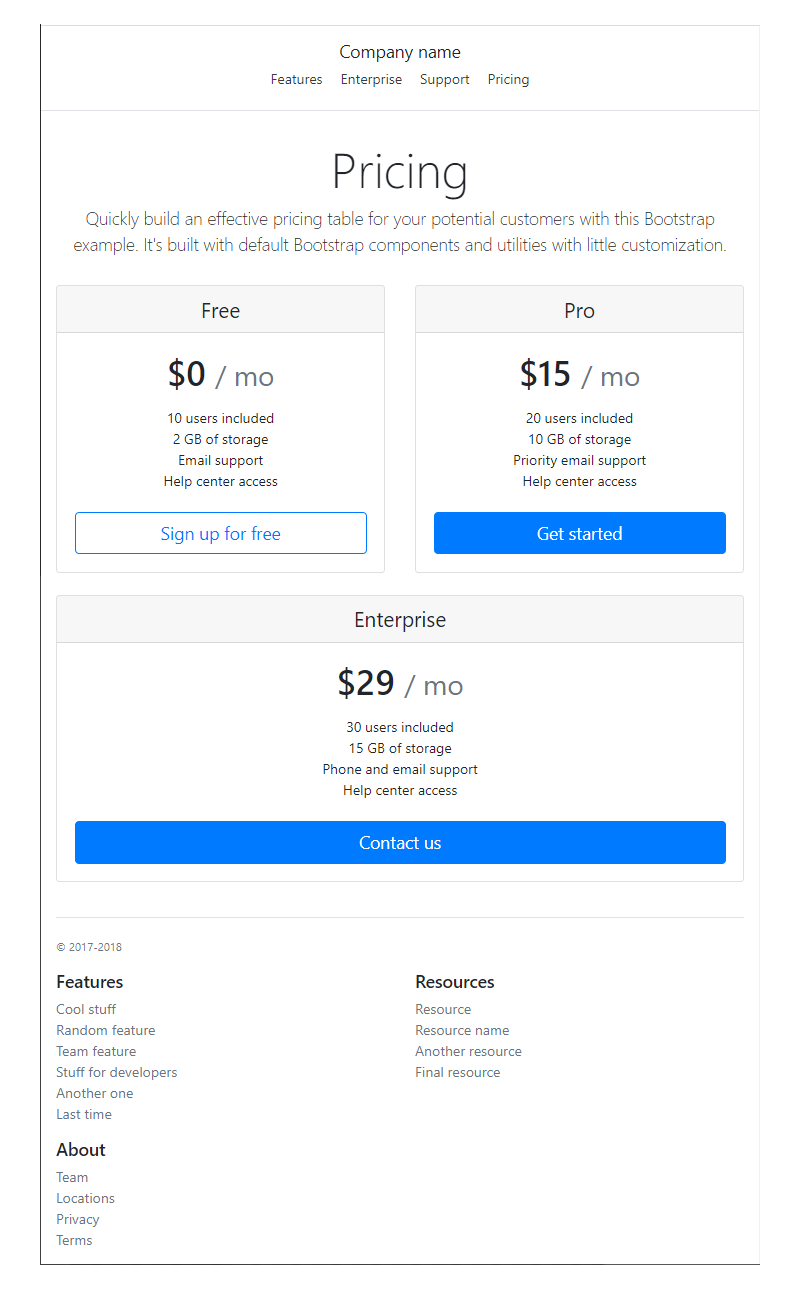 Company name
Features Enterprise Support Pricing
Pricing
Quickly build an effective pricing table for your potential customers with this Bootstrap
example. It's built with default Bootstrap components and utilities with little customization.
Free
$0 / mo
10 users included
2 GB of storage
Email support
Help center access
Sign up for free
Pro
$15 / mo
20 users included
10 GB of storage
Priority email support
Help center access
Get started
Enterprise
$29 / mo
30 users included
15 GB of storage
Phone and email support
Help center access
Contact us
© 2017-2018
Features
Cool stuff
Random feature
Team feature
Stuff for developers
Another one
Last time
Resources
Resource
Resource name
Another resource
Final resource
About
Team
Locations
Privacy
Terms